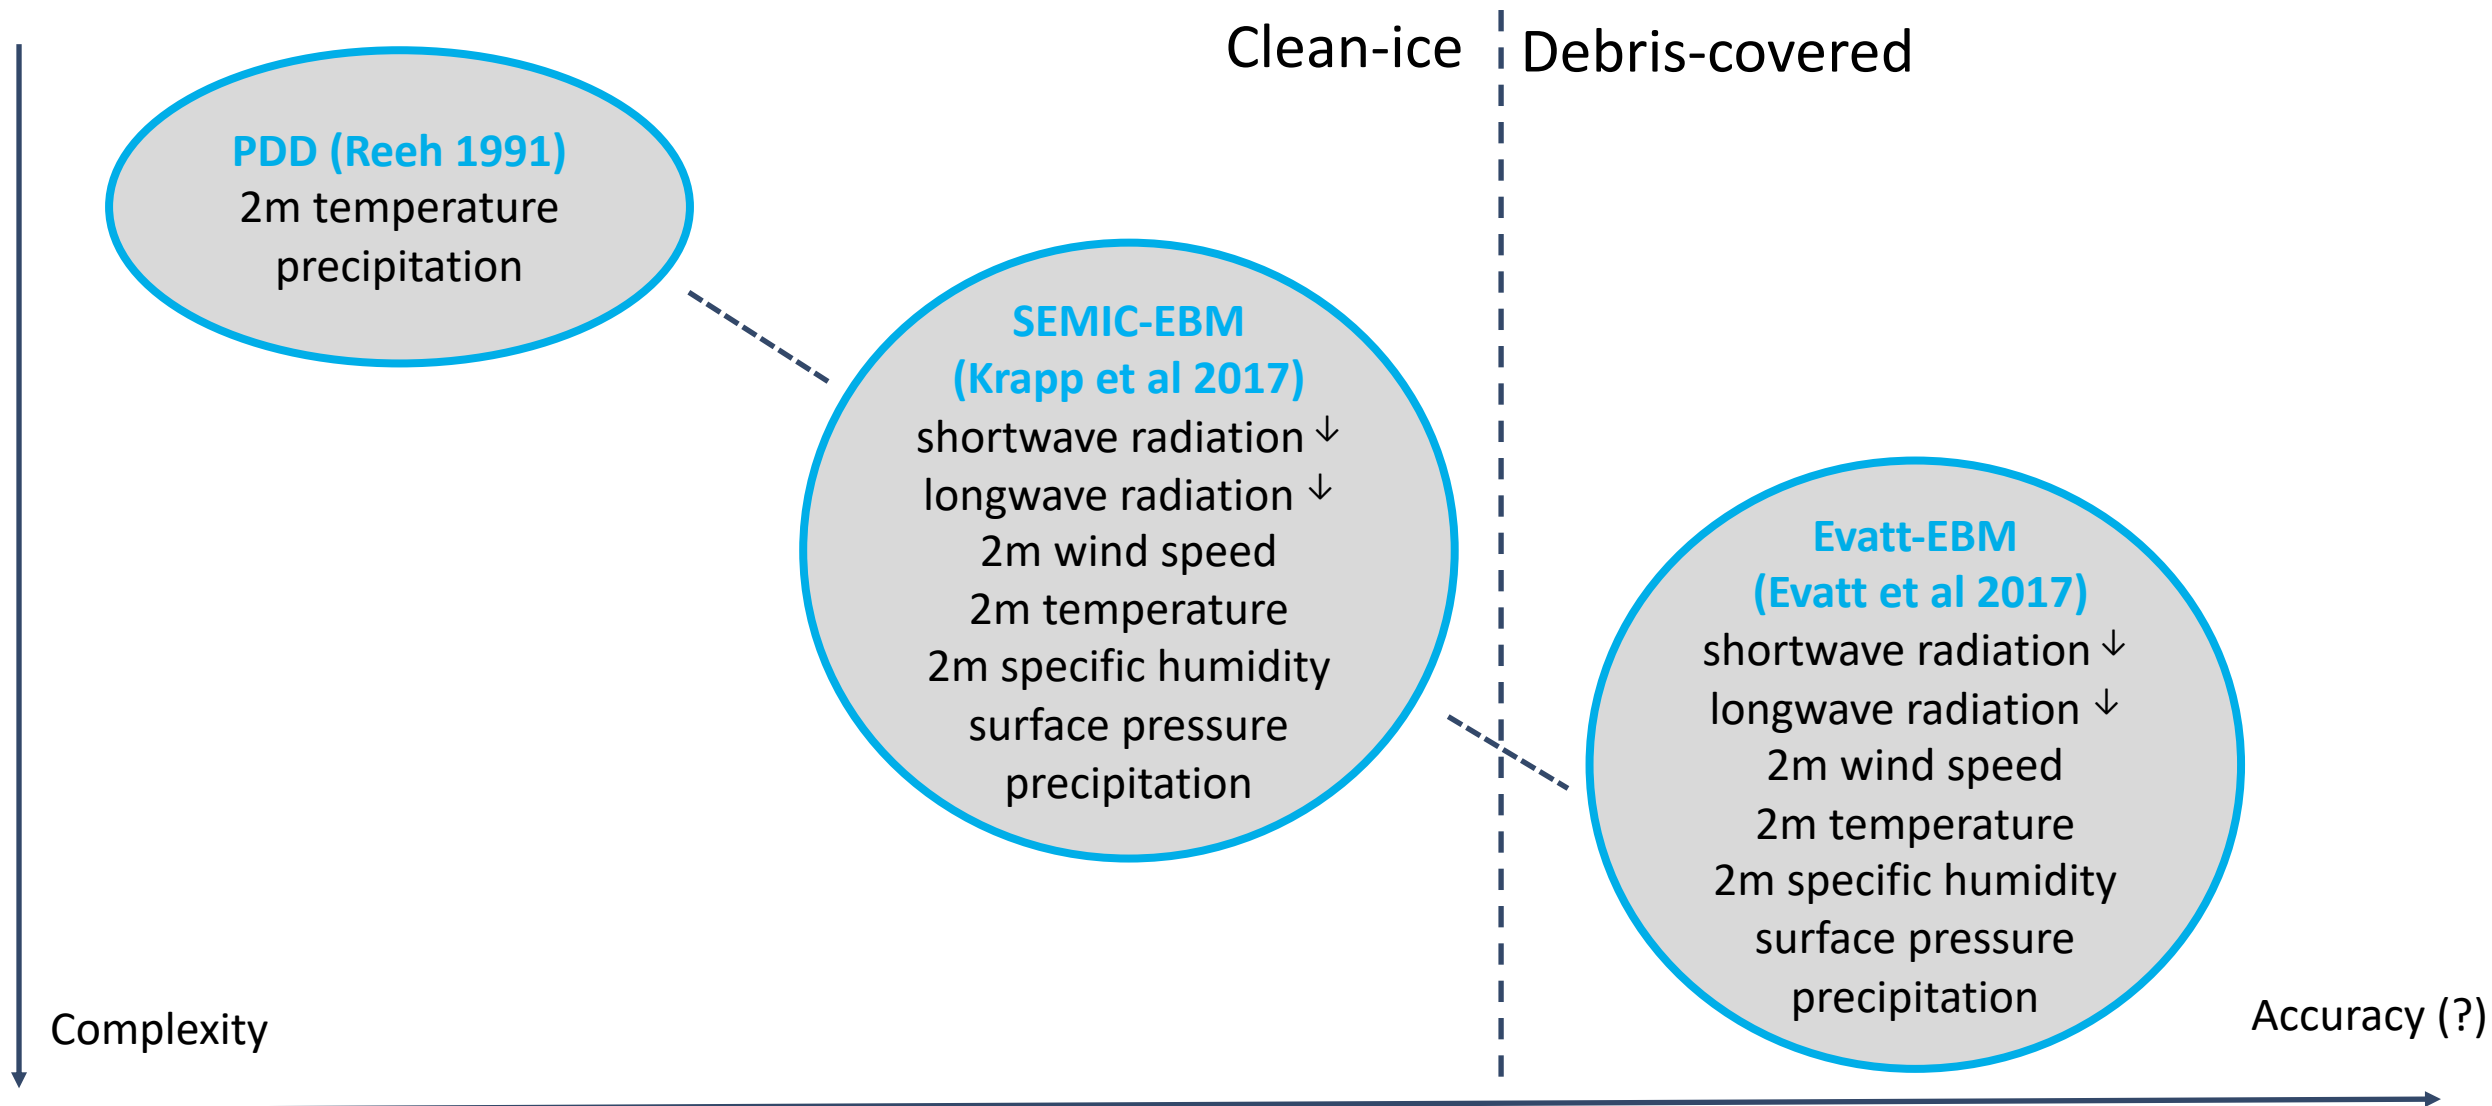 Clean-ice
Debris-covered
PDD (Reeh 1991)
2m temperature
precipitation
SEMIC-EBM
(Krapp et al 2017)
shortwave radiation ↓
longwave radiation ↓
2m wind speed
2m temperature
2m specific humidity
surface pressure
precipitation
Evatt-EBM
(Evatt et al 2017)
shortwave radiation ↓
longwave radiation ↓
2m wind speed
2m temperature
2m specific humidity
surface pressure
precipitation
Complexity
Accuracy (?)